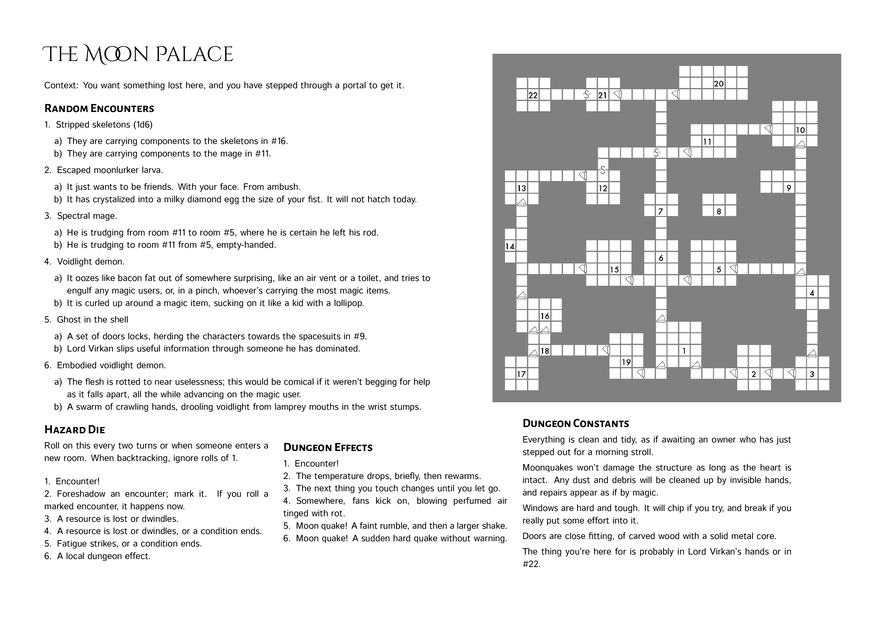 The Moon Palace
Context: You want something lost here, and you have stepped through a portal to get it.
Random Encounters
1. Stripped skeletons (1d6)
a) They are carrying components to the skeletons in #16.
b) They are carrying components to the mage in #11.
2. Escaped moonlurker larva.
a) It just wants to be friends. With your face. From ambush.
b) It has crystalized into a milky diamond egg the size of your fist. It will not hatch today.
3. Spectral mage.
a) He is trudging from room #11 to room #5, where he is certain he left his rod.
b) He is trudging to room #11 from #5, empty-handed.
4. Voidlight demon.
a) It oozes like bacon fat out of somewhere surprising, like an air vent or a toilet, and tries to
engulf any magic users, or, in a pinch, whoever's carrying the most magic items.
b) It is curled up around a magic item, sucking on it like a kid with a lollipop.
5. Ghost in the shell
a) A set of doors locks, herding the characters towards the spacesuits in #9.
b) Lord Virkan slips useful information through someone he has dominated.
6. Embodied voidlight demon.
a) The flesh is rotted to near uselessness; this would be comical if it weren't begging for help
as it falls apart, all the while advancing on the magic user.
b) A swarm of crawling hands, drooling voidlight from lamprey mouths in the wrist stumps.
Hazard Die
Roll on this every two turns or when someone enters a
new room. When backtracking, ignore rolls of 1.
1. Encounter!
2. Foreshadow an encounter; mark it. If you roll a
marked encounter, it happens now.
3. A resource is lost or dwindles.
4. A resource is lost or dwindles, or a condition ends.
5. Fatigue strikes, or a condition ends.
6. A local dungeon effect.
Dungeon Effects
1. Encounter!
2. The temperature drops, briefly, then rewarms.
3. The next thing you touch changes until you let go.
4. Somewhere, fans kick on, blowing perfumed air
tinged with rot.
5. Moon quake! A faint rumble, and then a larger shake.
6. Moon quake! A sudden hard quake without warning.
20
22
21
S
10
11
S
S
13
12
9
7
8
14
6
15
5
4
16
18
19
1
17
2
3
Dungeon Constants
Everything is clean and tidy, as if awaiting an owner who has just
stepped out for a morning stroll.
Moonquakes won't damage the structure as long as the heart is
intact. Any dust and debris will be cleaned up by invisible hands,
and repairs appear as if by magic.
Windows are hard and tough. It will chip if you try, and break if you
really put some effort into it.
Doors are close fitting, of carved wood with a solid metal core.
The thing you're here for is probably in Lord Virkan's hands or in
#22.